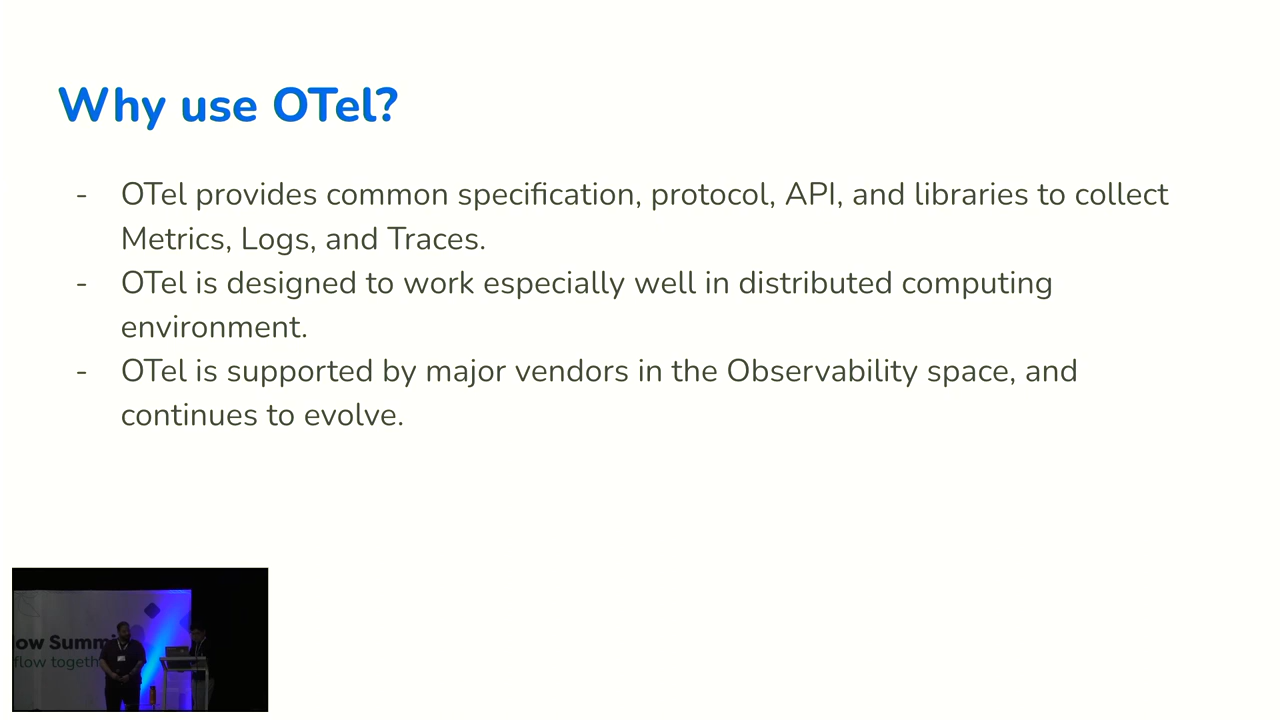 Why use OTel?
- OTel provides common specification, protocol, API, and libraries to collect
Metrics, Logs, and Traces.
- OTel is designed to work especially well in distributed computing
environment.
- OTel is supported by major vendors in the Observability space, and
continues to evolve.
ow Summi
flow togeth